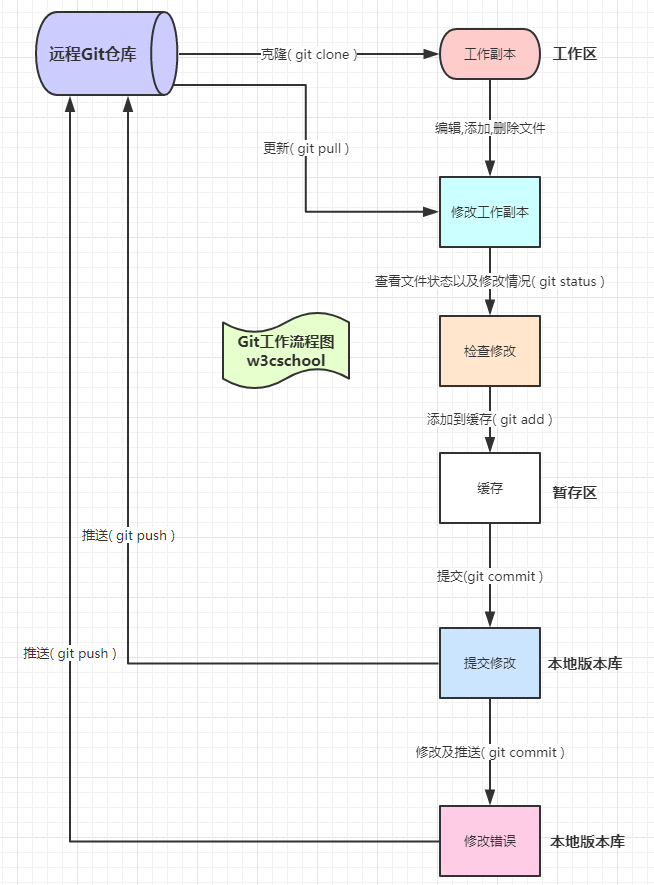 远程Git仓库
克隆( git clone )
工作副本
工作区
编辑,添加,删除文件
更新( git pull )
修改工作副本
查看文件状态以及修改情况( git status )
Git工作流程图
w3cschool
检查修改
添加到缓存( git add )
缓存
暂存区
推送( git push )
提交(git commit )
推送( git push )
提交修改
本地版本库
修改及推送( git commit )
修改错误
本地版本库